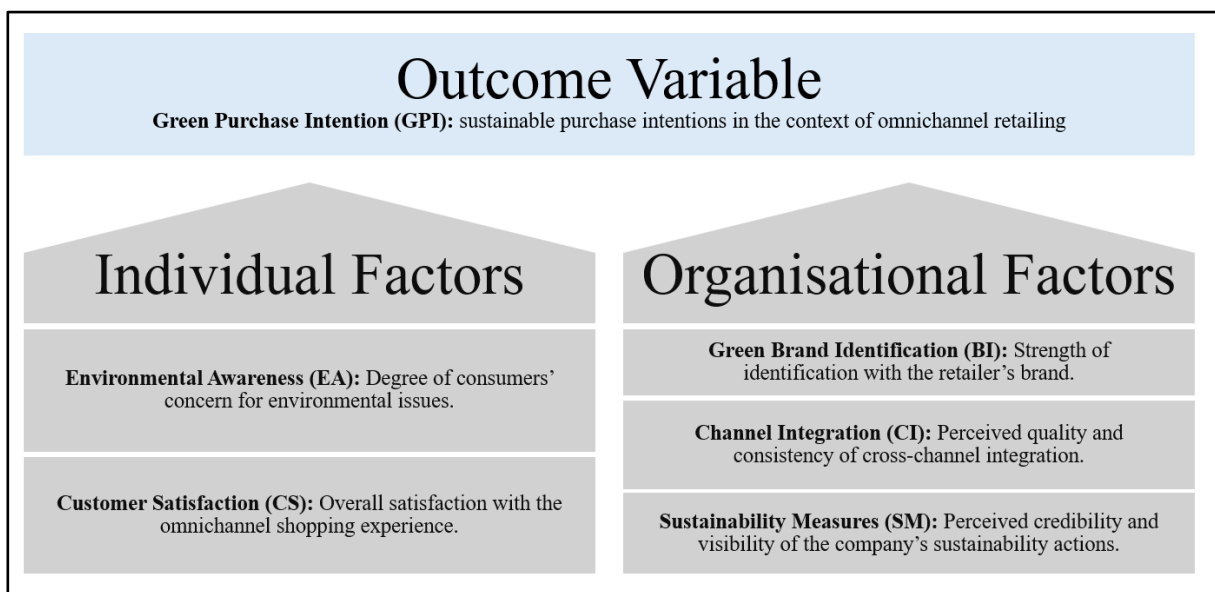 Outcome Variable
Green Purchase Intention (GPI): sustainable purchase intentions in the context of omnichannel retailing
Individual Factors
Environmental Awareness (EA): Degree of consumers’
concern for environmental issues.
Customer Satisfaction (CS): Overall satisfaction with the
omnichannel shopping experience.
Organisational Factors
Green Brand Identification (BI): Strength of
identification with the retailer’s brand.
Channel Integration (CI): Perceived quality and
consistency of cross-channel integration.
Sustainability Measures (SM): Perceived credibility and
visibility of the company’s sustainability actions.